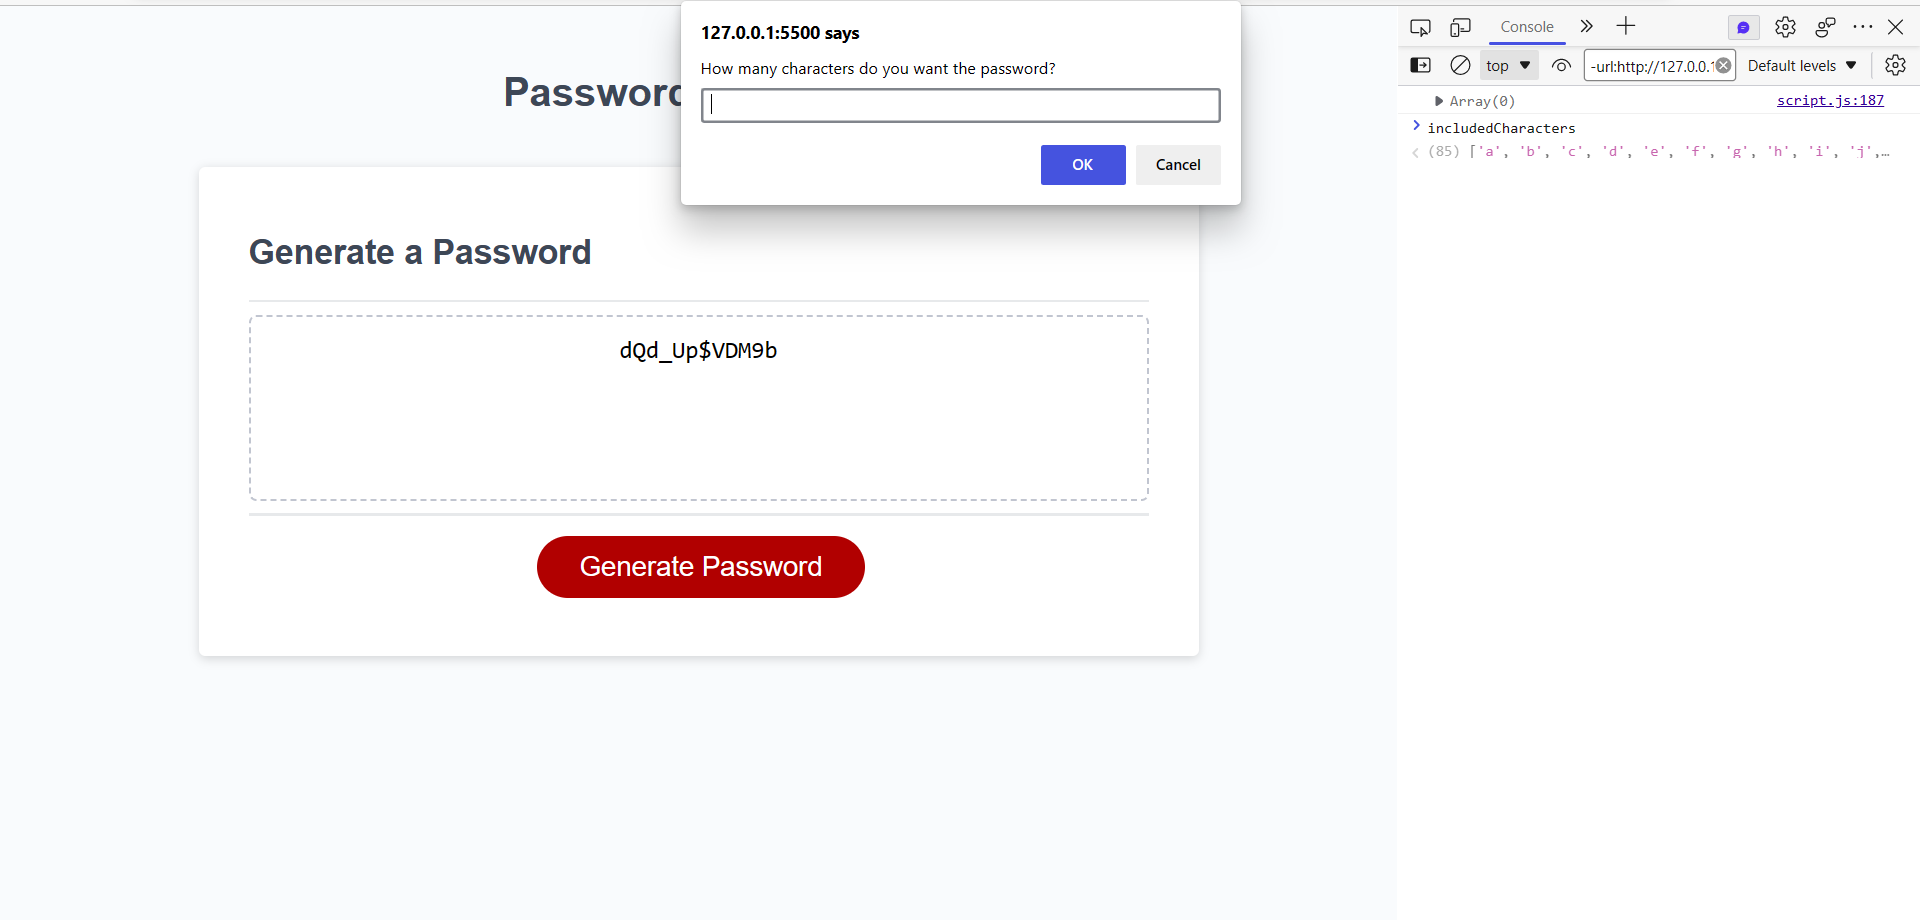 127.0.0.1:5500 says
How many characters do you want the password?
OK
Cancel
Password
Generate a Password
dQd_Up$VDM9b
Generate Password
Console
top
-url:http://127.0.0.1
Default levels
Array(0)
script.js:187
includedCharacters
(85) ['a', 'b', 'c', 'd', 'e', 'f', 'g', 'h', 'i', 'j',…